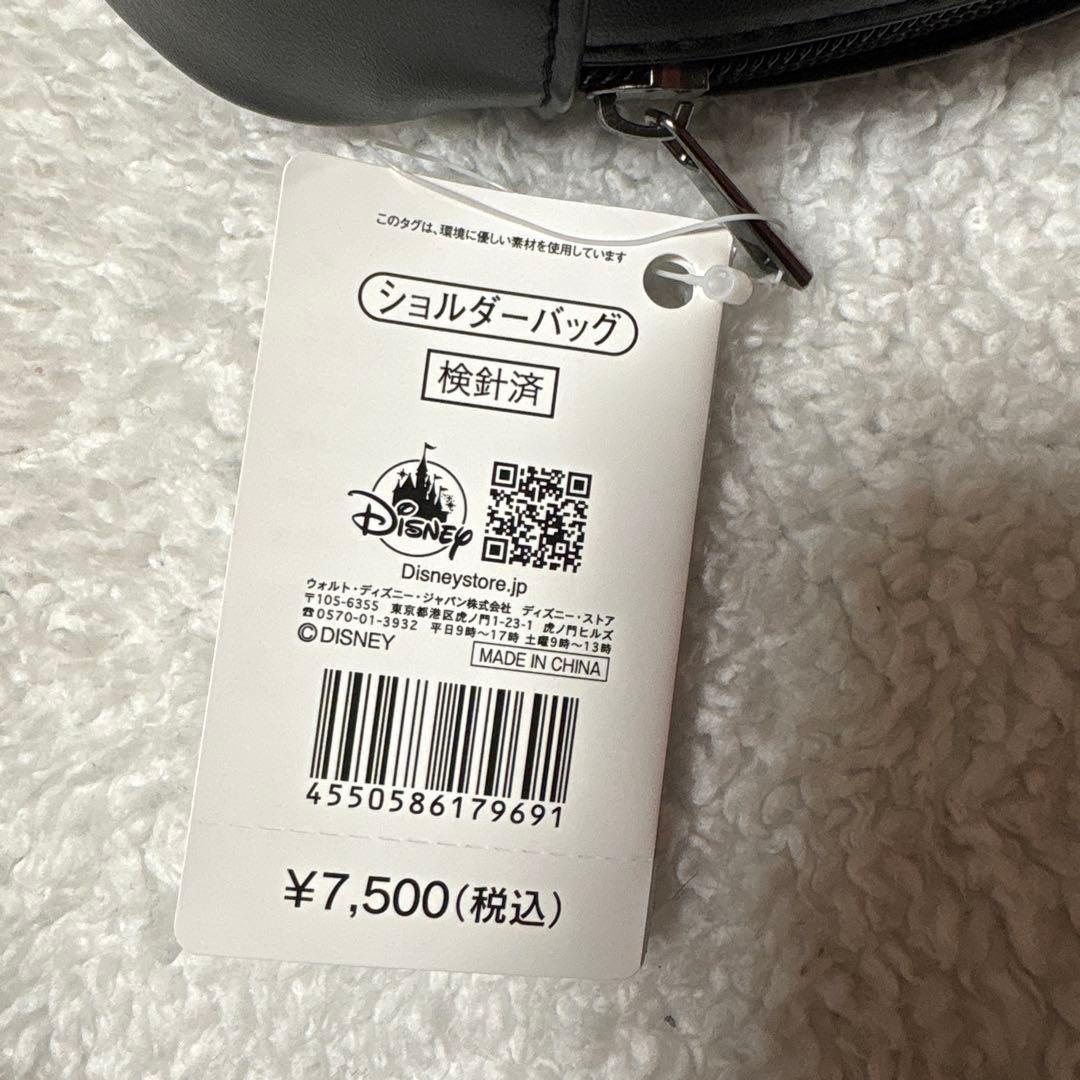 このタグは、環境に優しい素材を使用しています
ショルダーバッグ
検針済
Disney
Disneystore.jp
ウォルト・ディズニー・ジャパン株式会社 ディズニー・ストア
〒105-6355 東京都港区虎ノ門1-23-1 虎ノ門ヒルズ
☎0570-01-3932 平日9時〜17時 土曜9時〜13時
©DISNEY
MADE IN CHINA
4550586179691
¥7,500(税込)